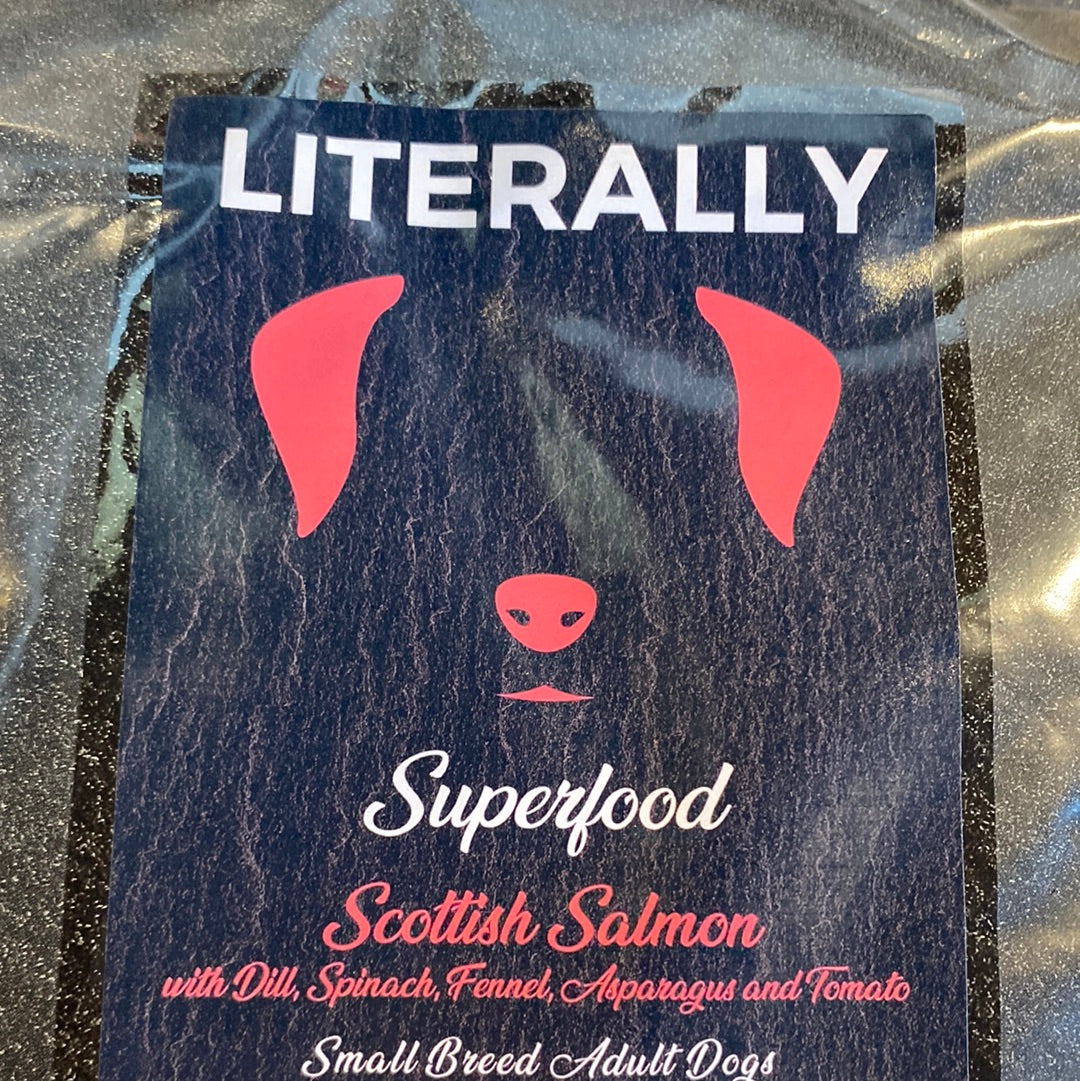 LITERALLY
Superfood
Scottish Salmon
with Dill, Spinach, Fennel, Asparagus and Tomato
Small Breed Adult Dogs